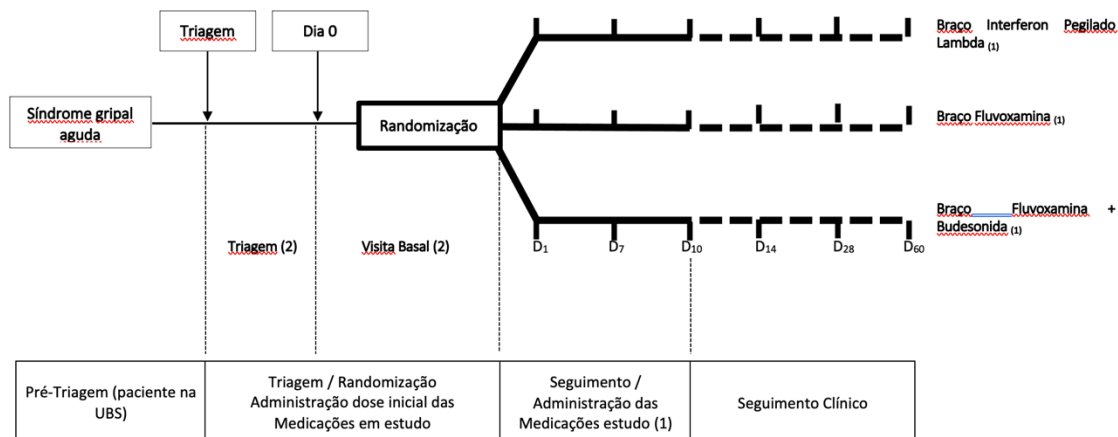 Triagem
Dia 0
Síndrome gripal
aguda
Randomização
Braço Interferon Pegilado
Lambda (1)
Braço Fluvoxamina (1)
Braço Fluvoxamina +
Budesonida (1)
D1 D7 D10 D14 D28 D60
Triagem (2)
Visita Basal (2)
Pré-Triagem (paciente na
UBS)
Triagem / Randomização
Administração dose inicial das
Medicações em estudo
Seguimento /
Administração das
Medicações estudo (1)
Seguimento Clínico